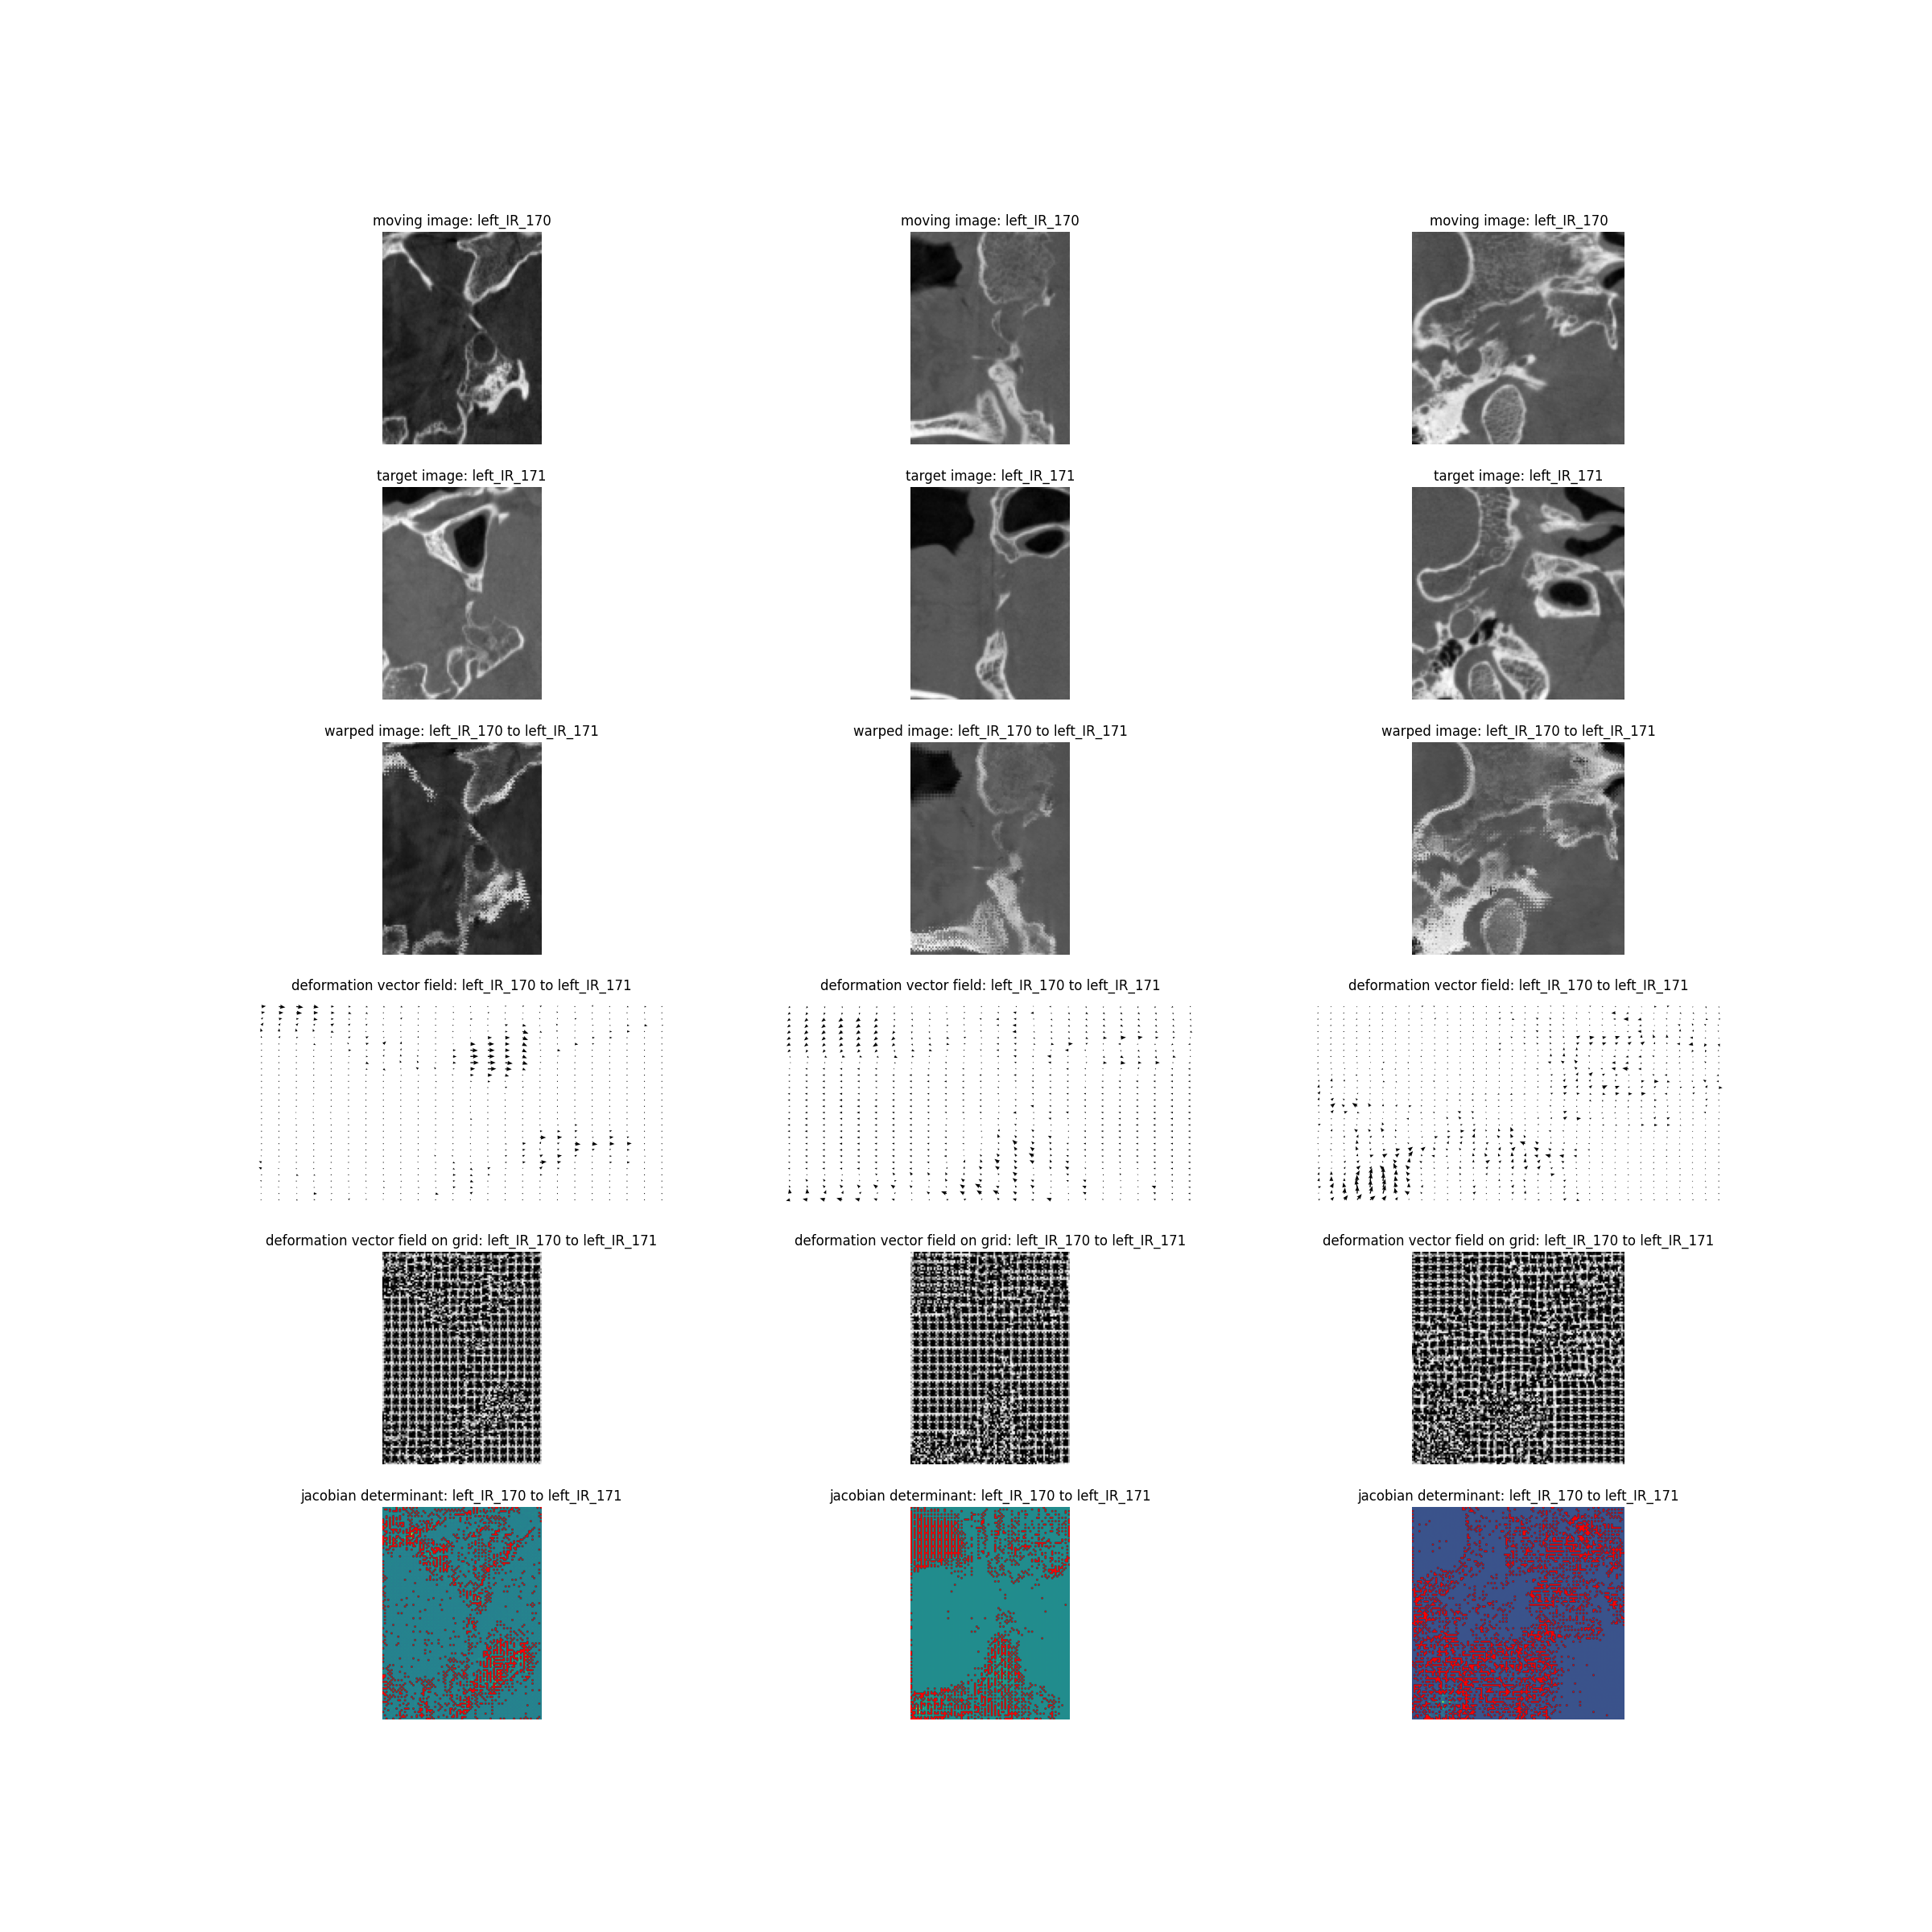 moving image: left_IR_170
moving image: left_IR_170
moving image: left_IR_170
target image: left_IR_171
target image: left_IR_171
target image: left_IR_171
warped image: left_IR_170 to left_IR_171
warped image: left_IR_170 to left_IR_171
warped image: left_IR_170 to left_IR_171
deformation vector field: left_IR_170 to left_IR_171
deformation vector field: left_IR_170 to left_IR_171
deformation vector field: left_IR_170 to left_IR_171
deformation vector field on grid: left_IR_170 to left_IR_171
deformation vector field on grid: left_IR_170 to left_IR_171
deformation vector field on grid: left_IR_170 to left_IR_171
jacobian determinant: left_IR_170 to left_IR_171
jacobian determinant: left_IR_170 to left_IR_171
jacobian determinant: left_IR_170 to left_IR_171